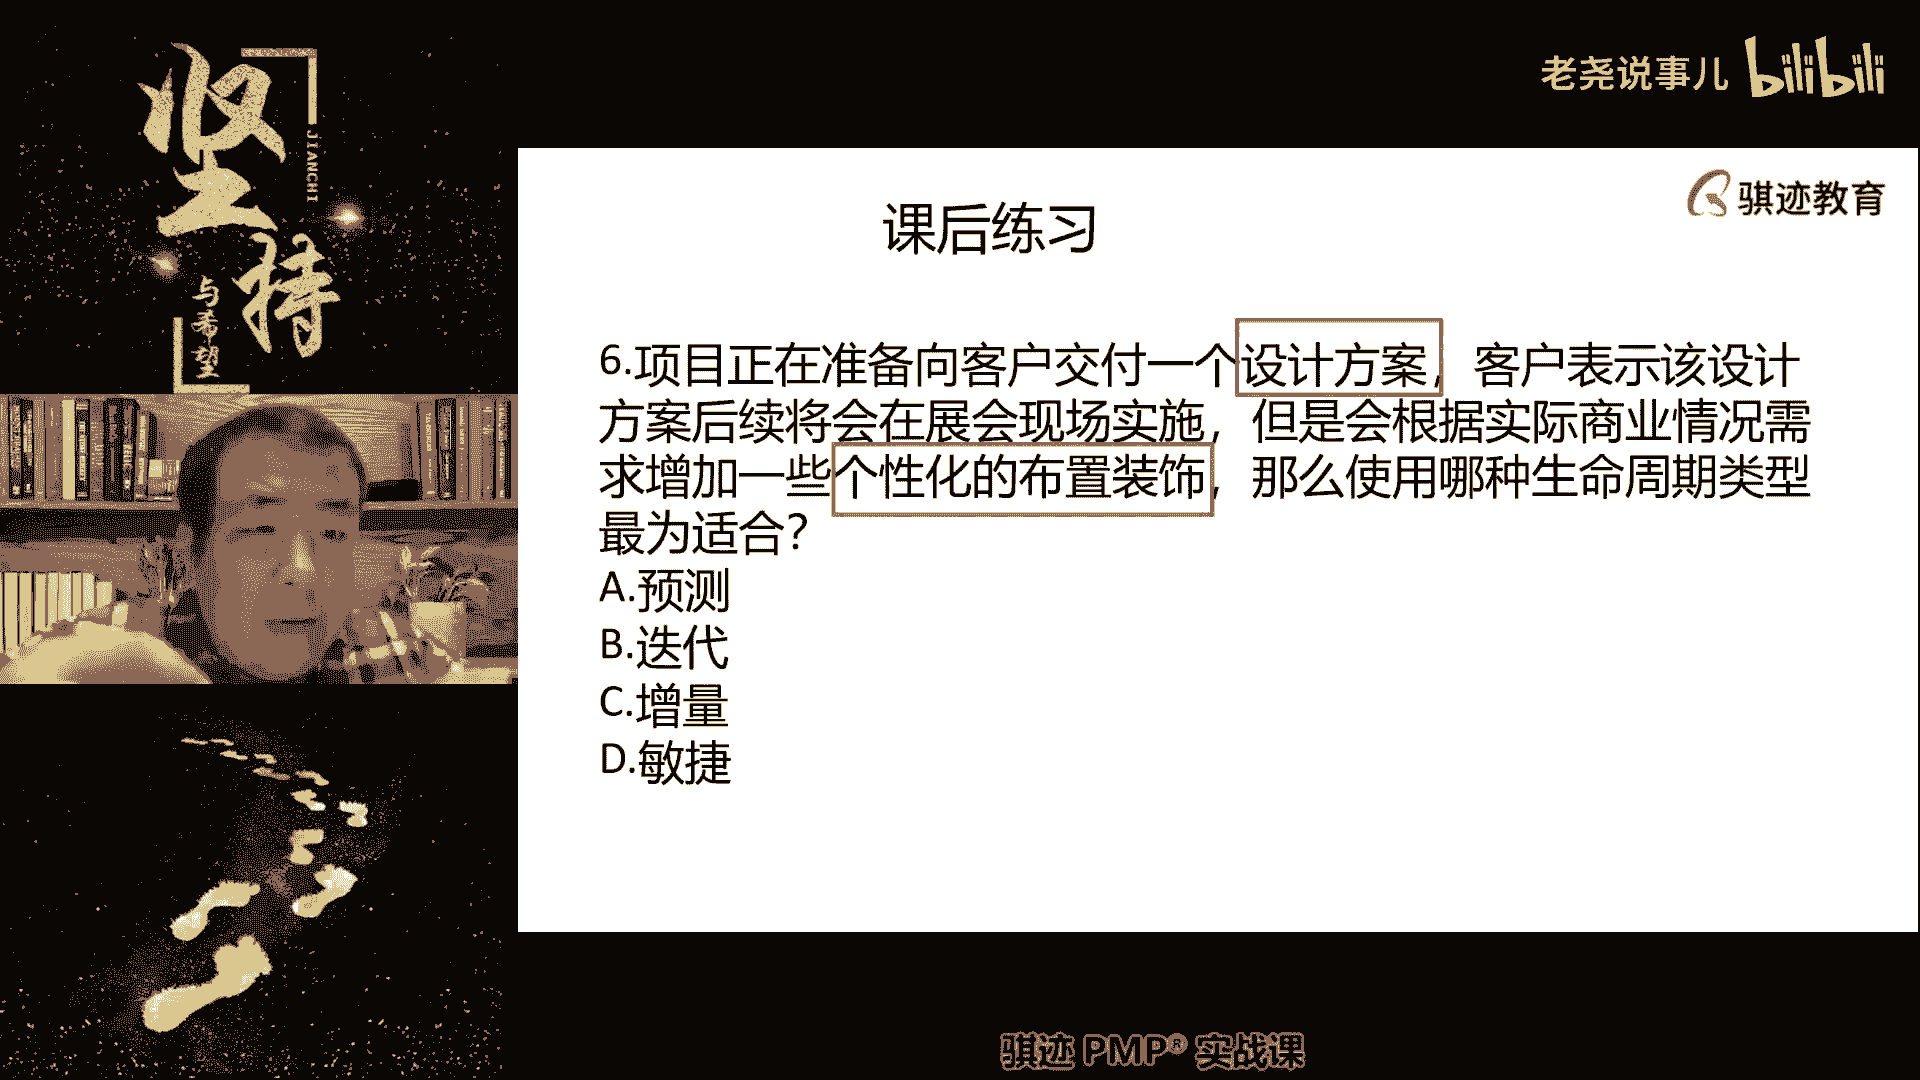 坚持
JIANCHI
与希望
老尧说事儿 bilibili
骐迹教育
课后练习
6.项目正在准备向客户交付一个设计方案，客户表示该设计
方案后续将会在展会现场实施，但是会根据实际商业情况需
求增加一些个性化的布置装饰，那么使用哪种生命周期类型
最为适合？
A.预测
B.迭代
C.增量
D.敏捷
骐迹 PMP® 实战课